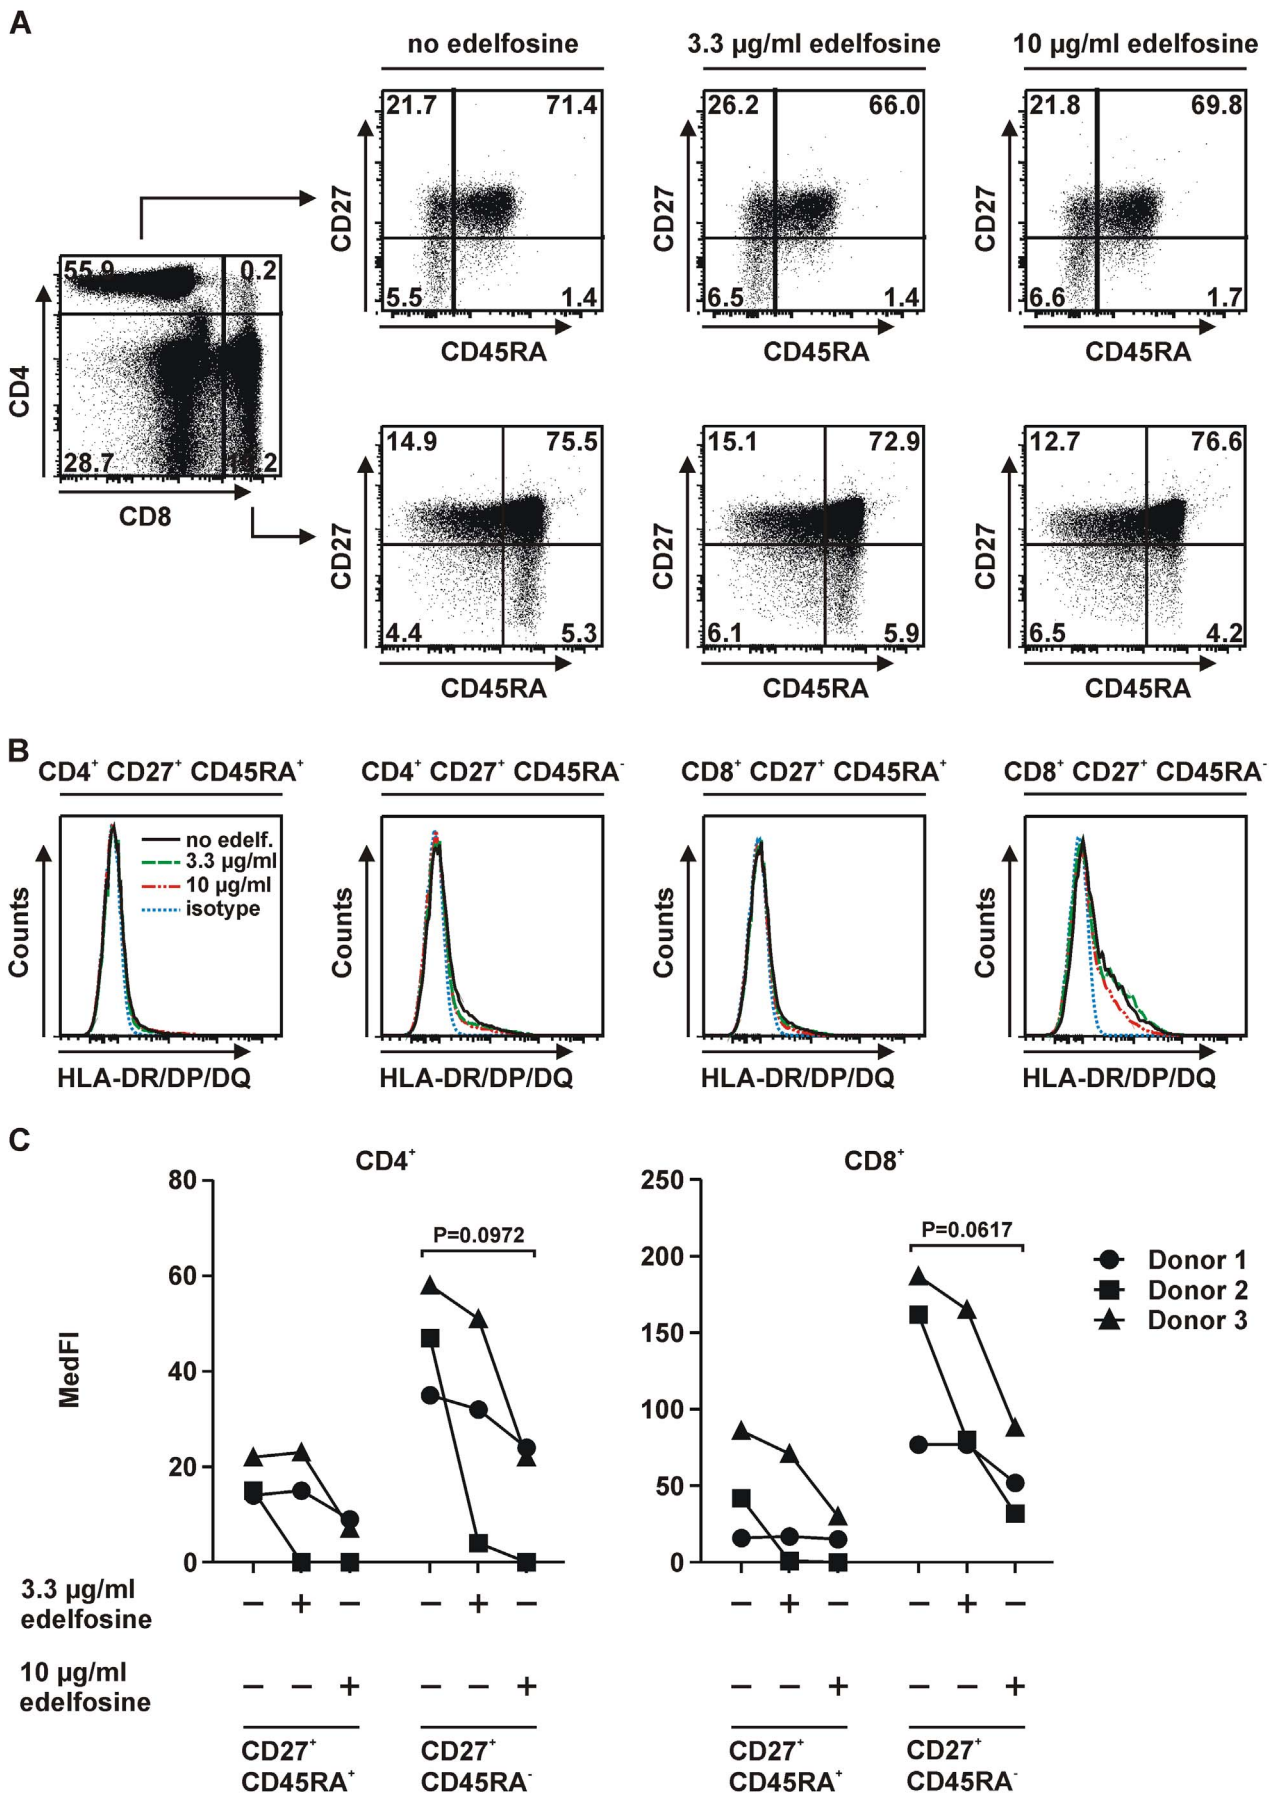 A
no edelfosine
3.3 µg/ml edelfosine
10 µg/ml edelfosine
21.7 71.4
26.2 66.0
21.8 69.8
CD27
CD27
CD27
5.5 1.4
6.5 1.4
6.6 1.7
CD45RA
CD45RA
CD45RA
55.9 0.2
CD4
28.7
CD8
14.9 75.5
15.1 72.9
12.7 76.6
CD27
CD27
CD27
4.4 5.3
6.1 5.9
6.5 4.2
CD45RA
CD45RA
CD45RA
B
CD4⁺ CD27⁺ CD45RA⁺
CD4⁺ CD27⁺ CD45RA⁻
CD8⁺ CD27⁺ CD45RA⁺
CD8⁺ CD27⁺ CD45RA⁻
no edelf.
3.3 µg/ml
10 µg/ml
isotype
Counts
Counts
Counts
Counts
HLA-DR/DP/DQ
HLA-DR/DP/DQ
HLA-DR/DP/DQ
HLA-DR/DP/DQ
C
CD4⁺
80
60
40
20
0
MedFI
P=0.0972
CD8⁺
250
200
150
100
50
0
P=0.0617
Donor 1
Donor 2
Donor 3
3.3 µg/ml
edelfosine
− + − − + − − + − − + −
10 µg/ml
edelfosine
− − + − − + − − + − − +
CD27⁺
CD45RA⁺
CD27⁺
CD45RA⁻
CD27⁺
CD45RA⁺
CD27⁺
CD45RA⁻